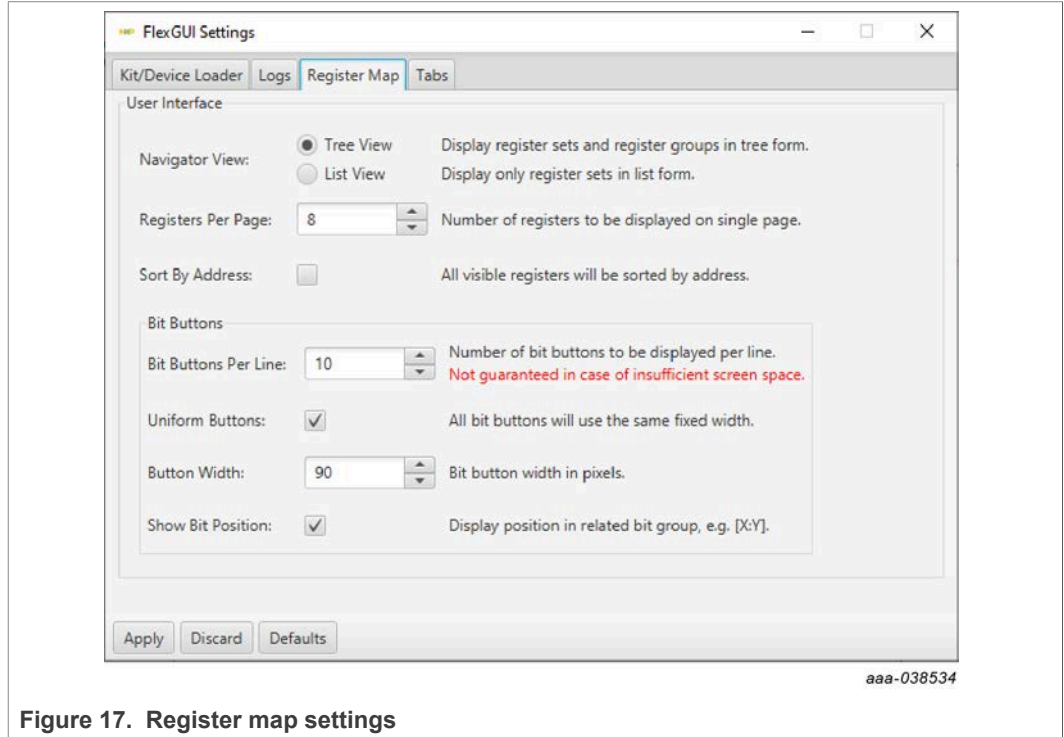 FlexGUI Settings
Kit/Device Loader Logs Register Map Tabs
User Interface
Navigator View:
Tree View Display register sets and register groups in tree form.
List View Display only register sets in list form.
Registers Per Page: 8 Number of registers to be displayed on single page.
Sort By Address: All visible registers will be sorted by address.
Bit Buttons
Bit Buttons Per Line: 10 Number of bit buttons to be displayed per line.
Not guaranteed in case of insufficient screen space.
Uniform Buttons: All bit buttons will use the same fixed width.
Button Width: 90 Bit button width in pixels.
Show Bit Position: Display position in related bit group, e.g. [X:Y].
Apply Discard Defaults
aaa-038534
Figure 17. Register map settings